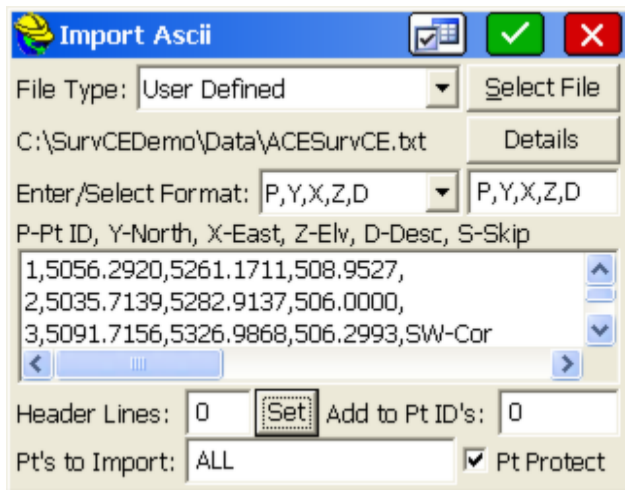 Import Ascii
File Type: User Defined Select File
C:\SurvCEDemo\Data\ACESurvCE.txt Details
Enter/Select Format: P,Y,X,Z,D P,Y,X,Z,D
P-Pt ID, Y-North, X-East, Z-Elv, D-Desc, S-Skip
1,5056.2920,5261.1711,508.9527,
2,5035.7139,5282.9137,506.0000,
3,5091.7156,5326.9868,506.2993,SW-Cor
Header Lines: 0 Set Add to Pt ID's: 0
Pt's to Import: ALL Pt Protect